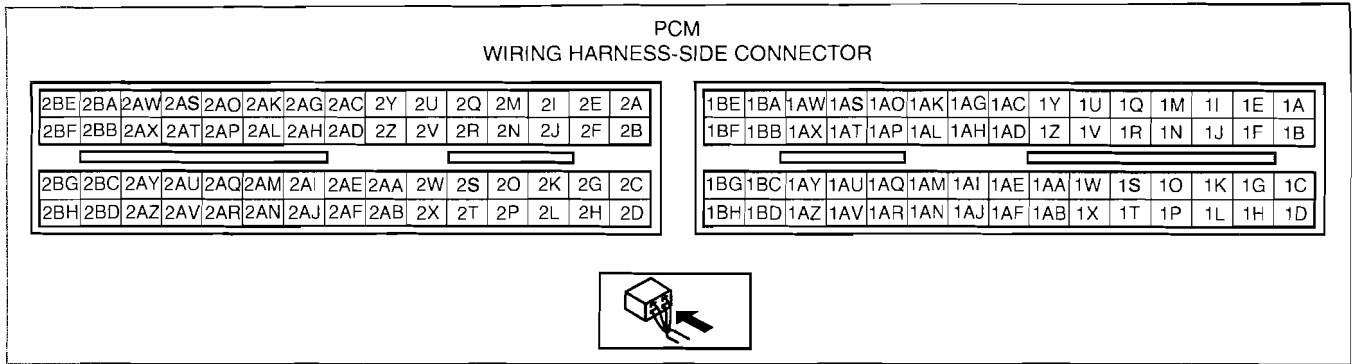 PCM
WIRING HARNESS-SIDE CONNECTOR
2BE 2BA 2AW 2AS 2AO 2AK 2AG 2AC 2Y 2U 2Q 2M 2I 2E 2A
2BF 2BB 2AX 2AT 2AP 2AL 2AH 2AD 2Z 2V 2R 2N 2J 2F 2B
2BG 2BC 2AY 2AU 2AQ 2AM 2AI 2AE 2AA 2W 2S 2O 2K 2G 2C
2BH 2BD 2AZ 2AV 2AR 2AN 2AJ 2AF 2AB 2X 2T 2P 2L 2H 2D
1BE 1BA 1AW 1AS 1AO 1AK 1AG 1AC 1Y 1U 1Q 1M 1I 1E 1A
1BF 1BB 1AX 1AT 1AP 1AL 1AH 1AD 1Z 1V 1R 1N 1J 1F 1B
1BG 1BC 1AY 1AU 1AQ 1AM 1AI 1AE 1AA 1W 1S 1O 1K 1G 1C
1BH 1BD 1AZ 1AV 1AR 1AN 1AJ 1AF 1AB 1X 1T 1P 1L 1H 1D